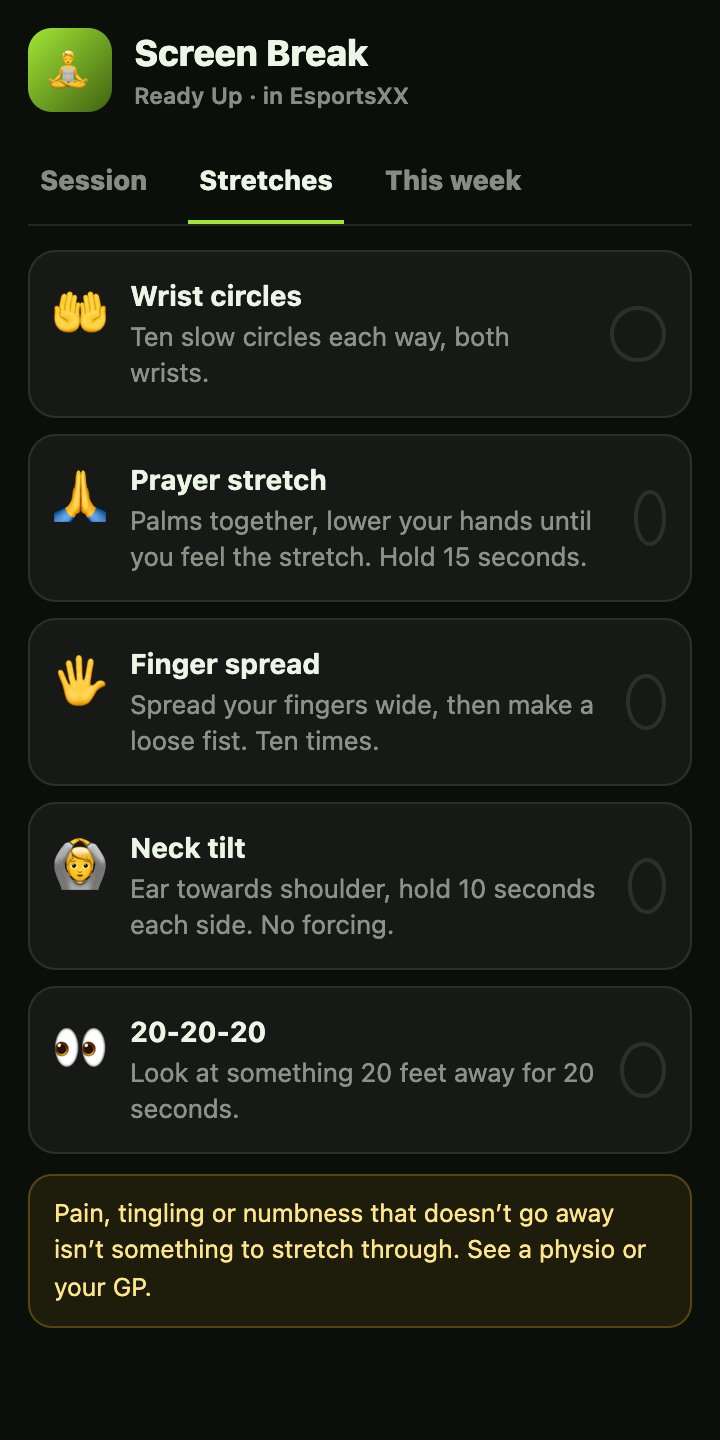 Screen Break
Ready Up · in EsportsXX
Session Stretches This week
Wrist circles
Ten slow circles each way, both
wrists.
Prayer stretch
Palms together, lower your hands until
you feel the stretch. Hold 15 seconds.
Finger spread
Spread your fingers wide, then make a
loose fist. Ten times.
Neck tilt
Ear towards shoulder, hold 10 seconds
each side. No forcing.
20-20-20
Look at something 20 feet away for 20
seconds.
Pain, tingling or numbness that doesn’t go away
isn’t something to stretch through. See a physio or
your GP.